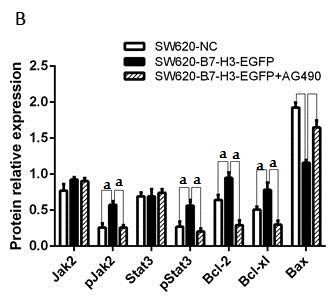 B
SW620-NC
SW620-B7-H3-EGFP
SW620-B7-H3-EGFP+AG490
Protein relative expression
2.5
2.0
1.5
1.0
0.5
0.0
a a
a a
a a
a a
Jak2
pJak2
Stat3
pStat3
Bcl-2
Bcl-xl
Bax